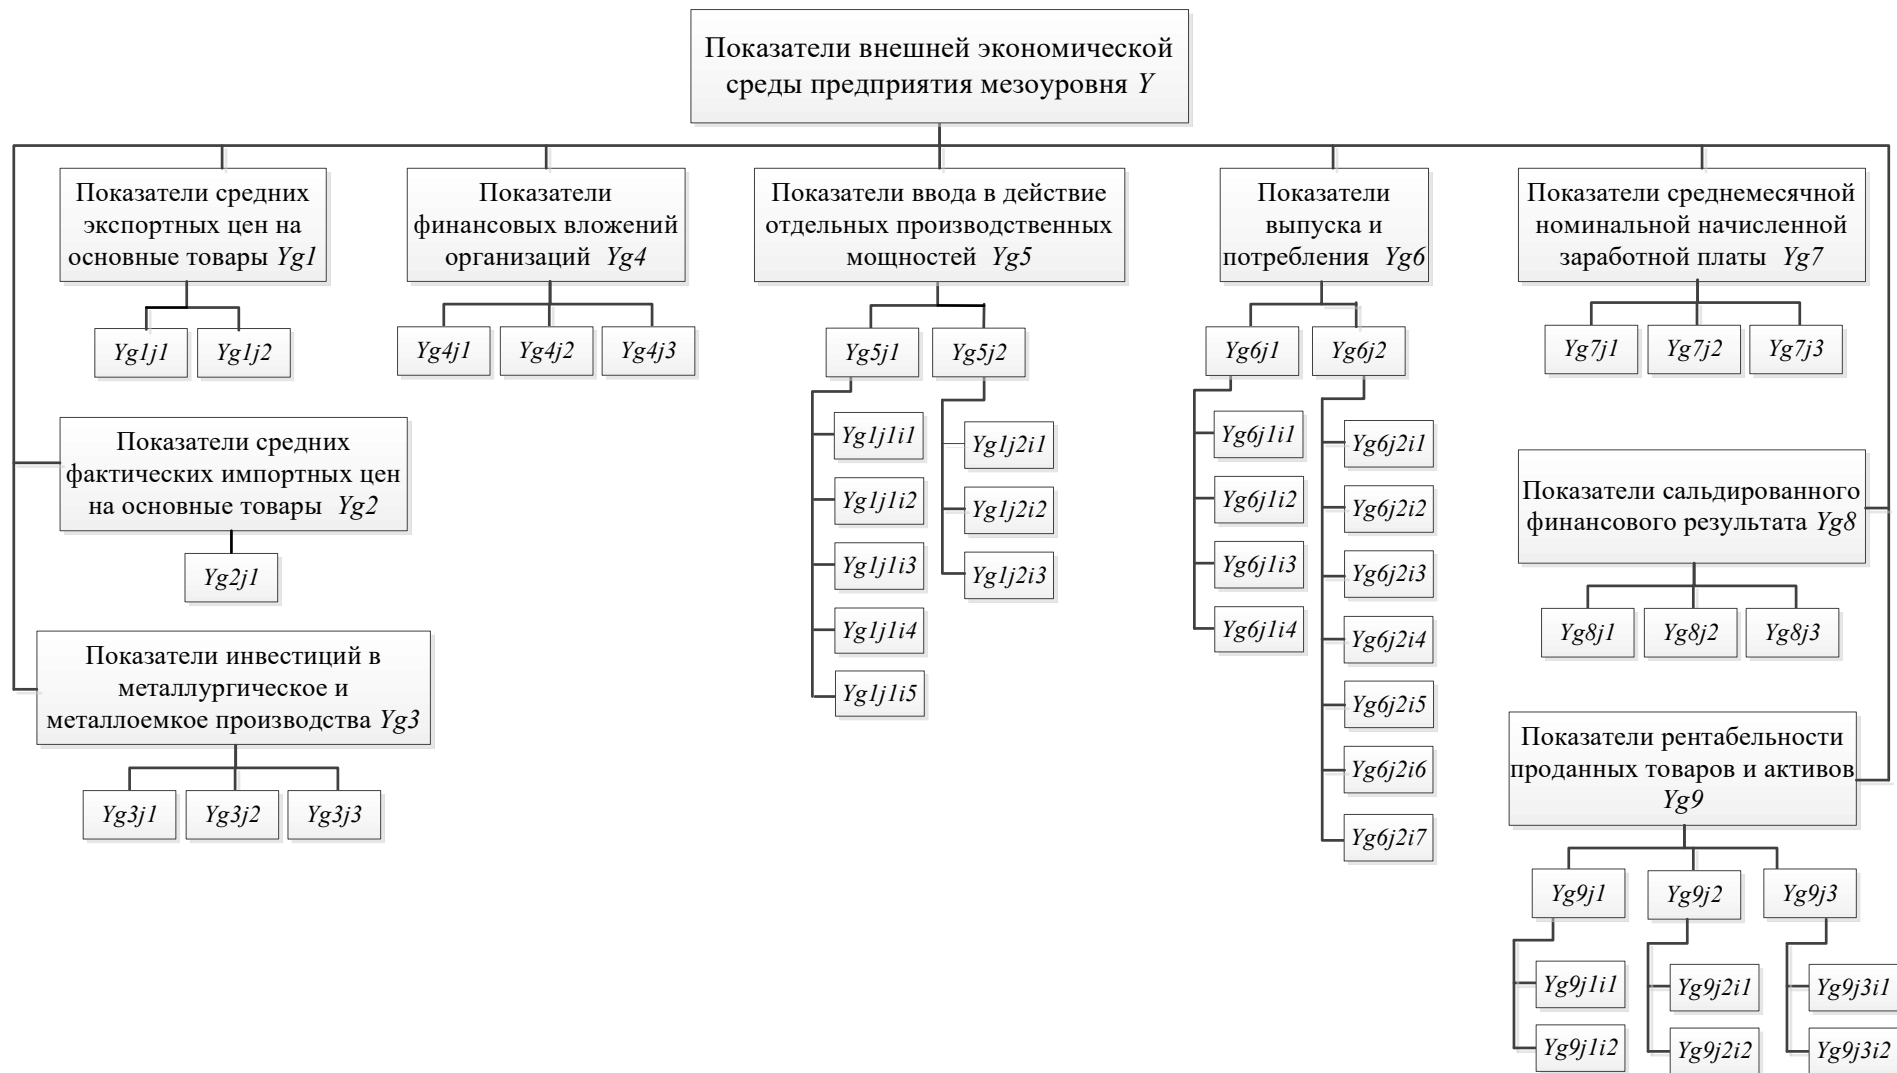 Показатели внешней экономической
среды предприятия мезоуровня Y
Показатели средних
экспортных цен на
основные товары Yg1
Yg1j1
Yg1j2
Показатели средних
фактических импортных цен
на основные товары Yg2
Yg2j1
Показатели инвестиций в
металлургическое и
металлоемкое производства Yg3
Yg3j1
Yg3j2
Yg3j3
Показатели
финансовых вложений
организаций Yg4
Yg4j1
Yg4j2
Yg4j3
Показатели ввода в действие
отдельных производственных
мощностей Yg5
Yg5j1
Yg5j2
Yg1j1i1
Yg1j1i2
Yg1j1i3
Yg1j1i4
Yg1j1i5
Yg1j2i1
Yg1j2i2
Yg1j2i3
Показатели
выпуска и
потребления Yg6
Yg6j1
Yg6j2
Yg6j1i1
Yg6j1i2
Yg6j1i3
Yg6j1i4
Yg6j2i1
Yg6j2i2
Yg6j2i3
Yg6j2i4
Yg6j2i5
Yg6j2i6
Yg6j2i7
Показатели среднемесячной
номинальной начисленной
заработной платы Yg7
Yg7j1
Yg7j2
Yg7j3
Показатели сальдированного
финансового результата Yg8
Yg8j1
Yg8j2
Yg8j3
Показатели рентабельности
проданных товаров и активов
Yg9
Yg9j1
Yg9j2
Yg9j3
Yg9j1i1
Yg9j1i2
Yg9j2i1
Yg9j2i2
Yg9j3i1
Yg9j3i2